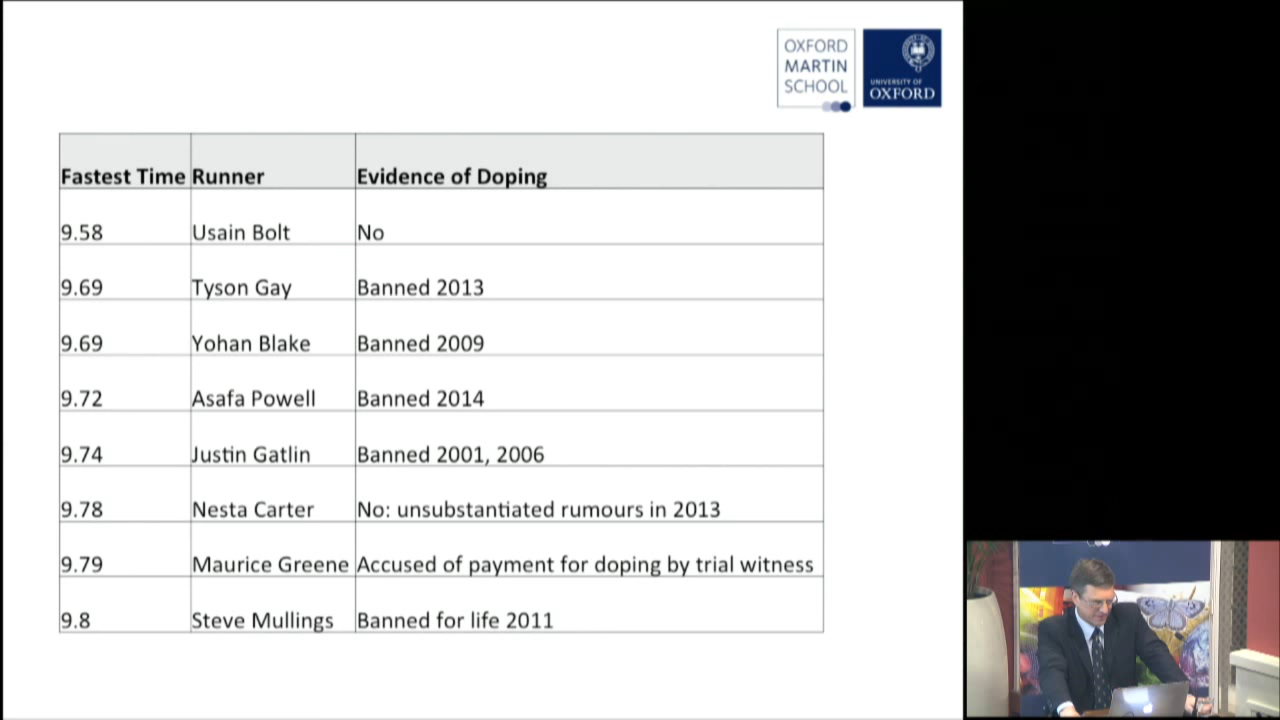 OXFORD
MARTIN
SCHOOL
UNIVERSITY OF
OXFORD
Fastest Time Runner Evidence of Doping
9.58 Usain Bolt No
9.69 Tyson Gay Banned 2013
9.69 Yohan Blake Banned 2009
9.72 Asafa Powell Banned 2014
9.74 Justin Gatlin Banned 2001, 2006
9.78 Nesta Carter No: unsubstantiated rumours in 2013
9.79 Maurice Greene Accused of payment for doping by trial witness
9.8 Steve Mullings Banned for life 2011